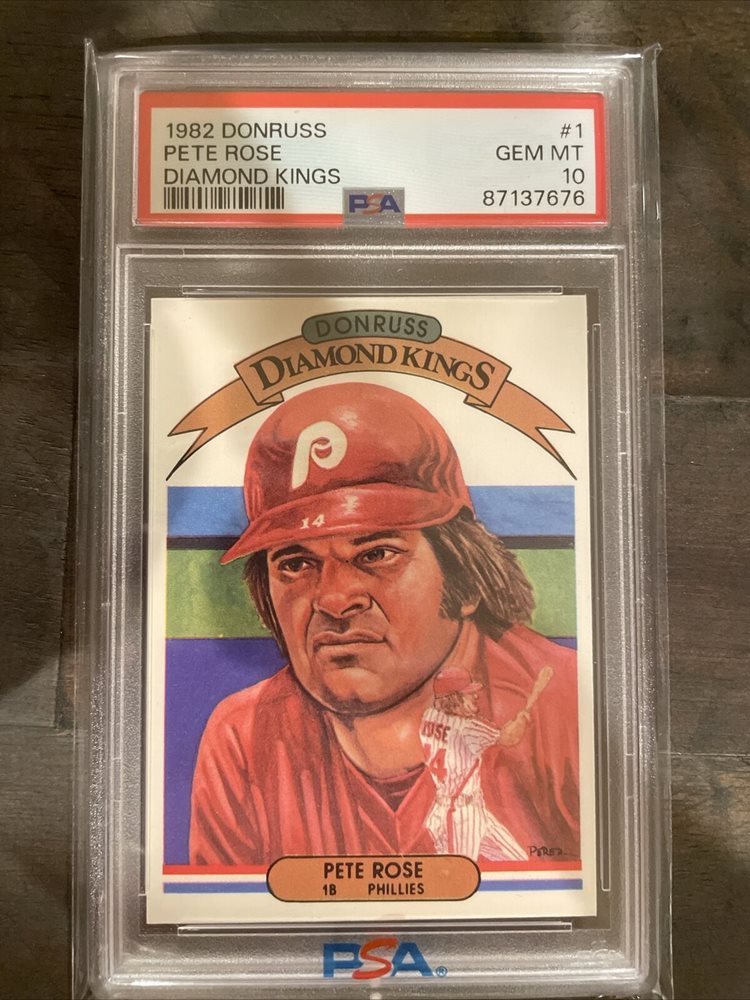 1982 DONRUSS #1
PETE ROSE GEM MT
DIAMOND KINGS 10
PSA 87137676
DONRUSS
DIAMOND KINGS
P
14
ROSE
14
PEREZ
PETE ROSE
1B PHILLIES
PSA®